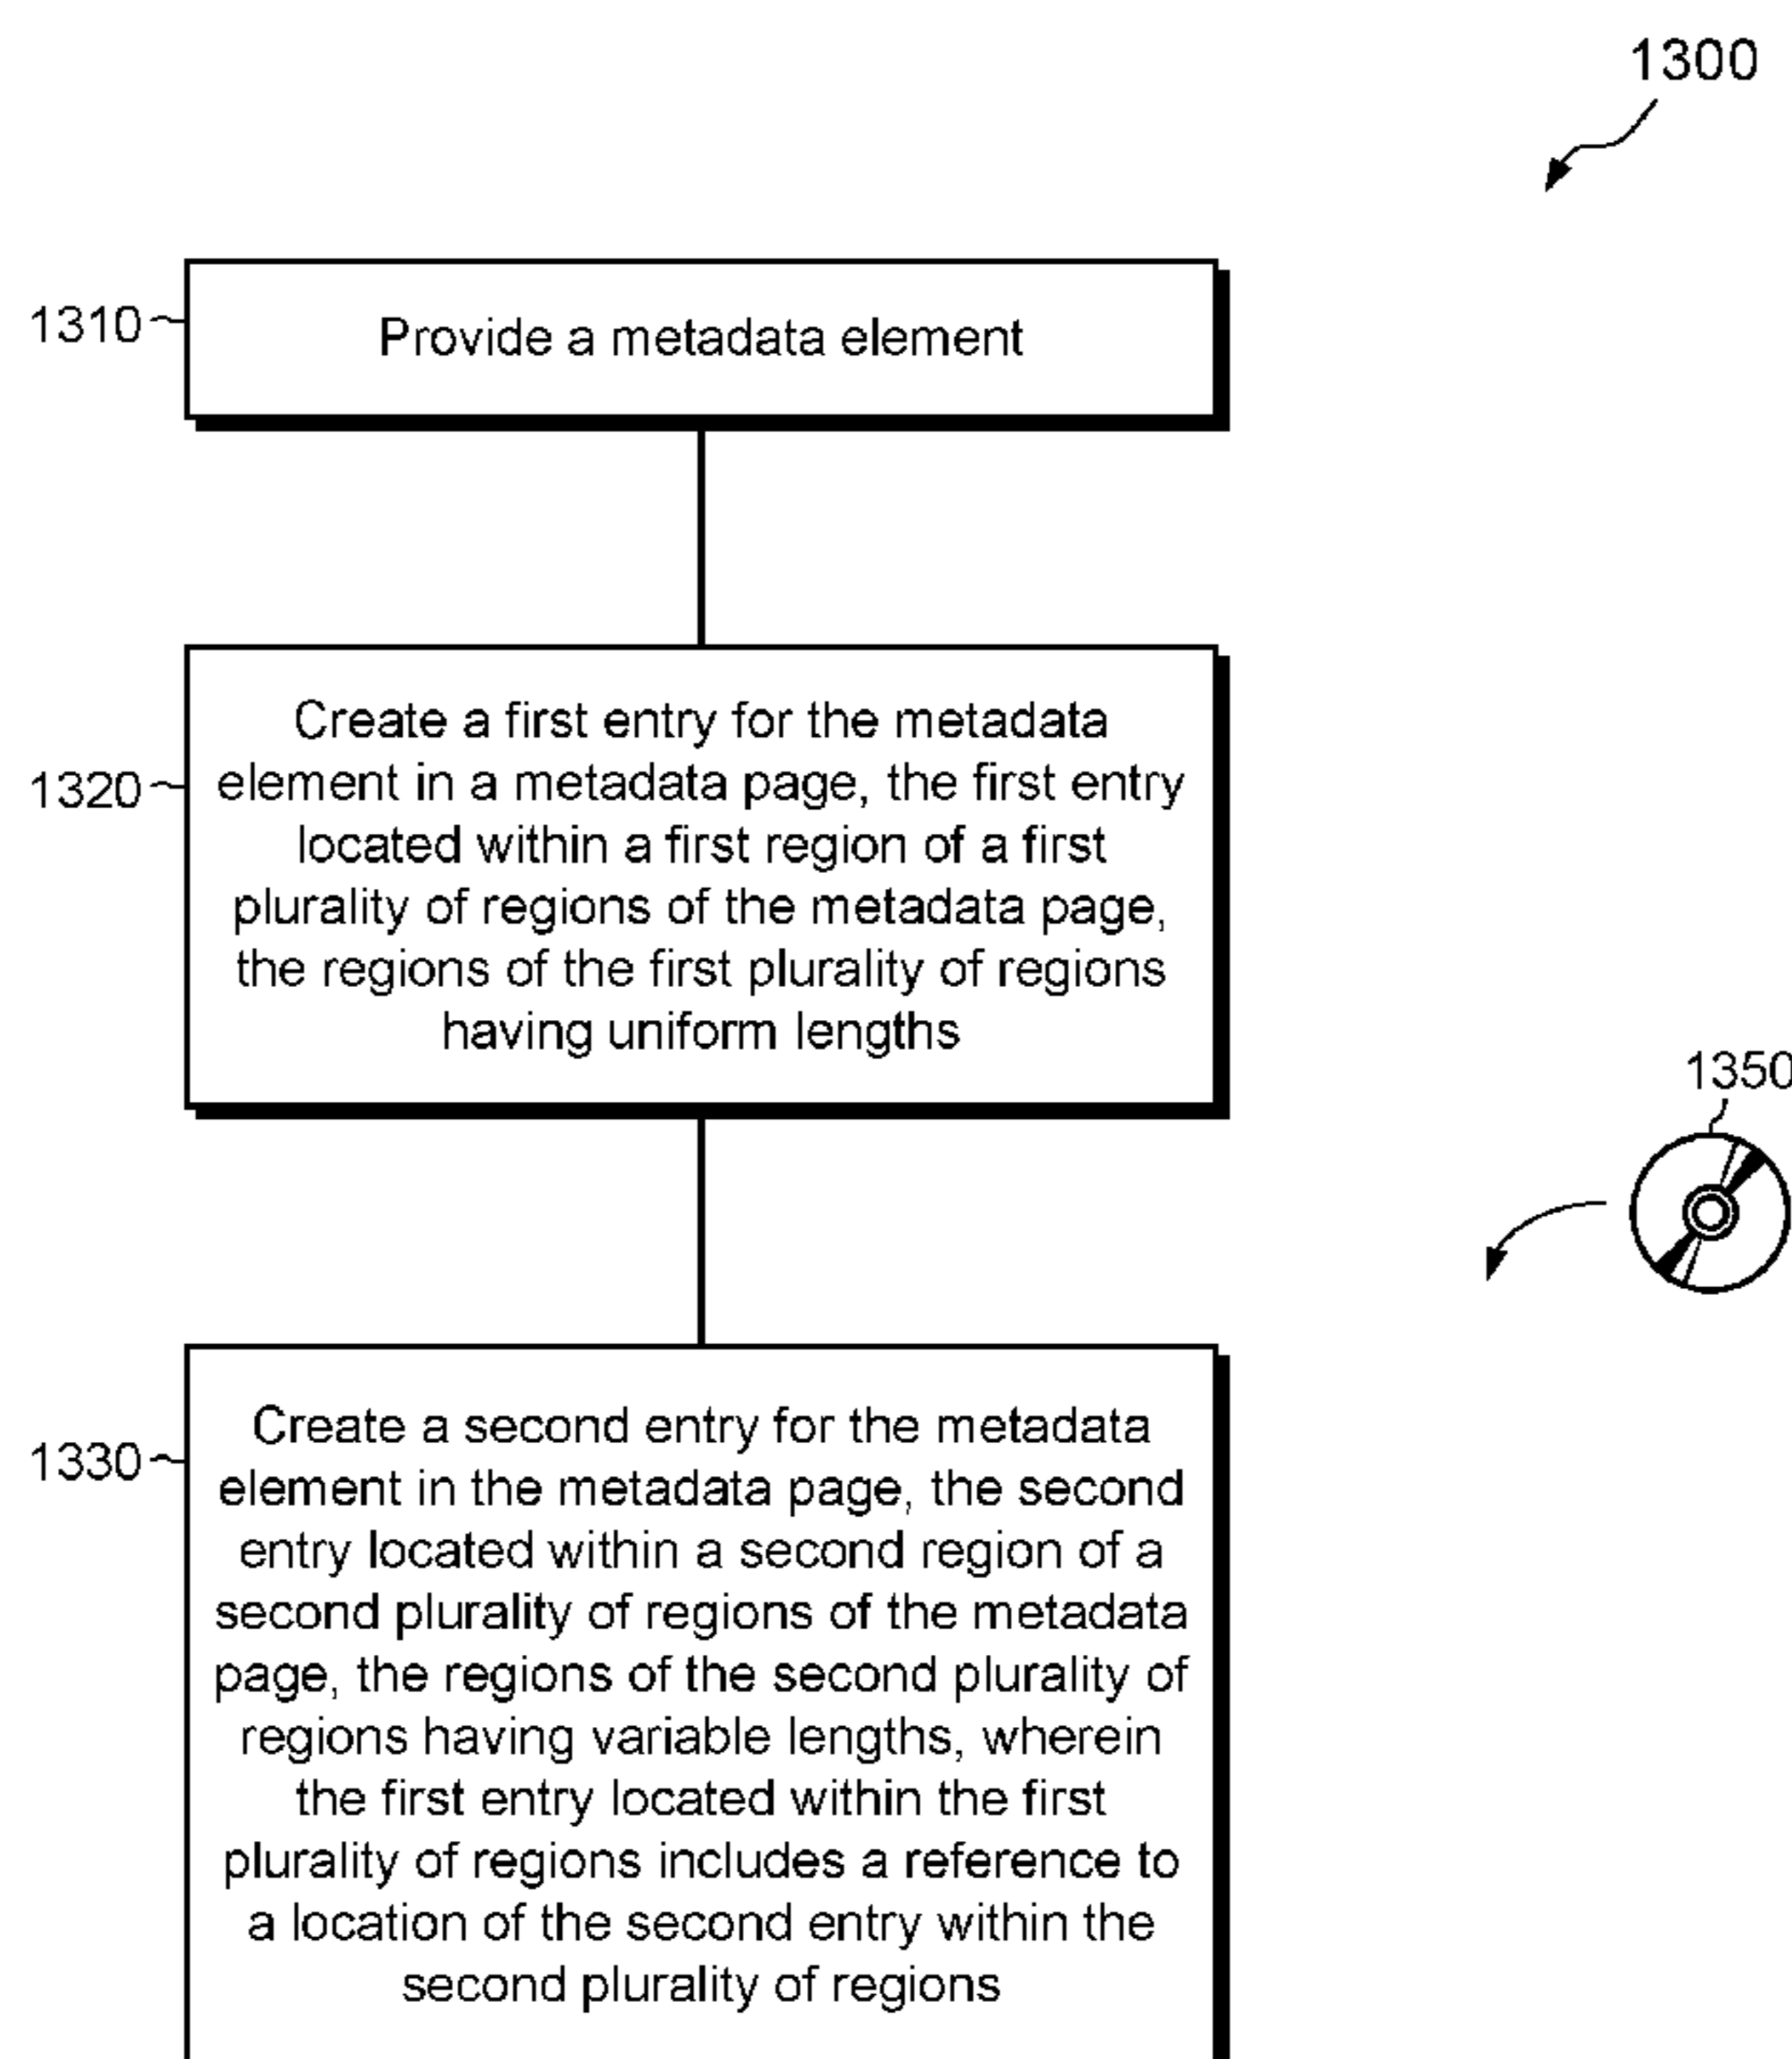 1300
1310
Provide a metadata element
1320
Create a first entry for the metadata
element in a metadata page, the first entry
located within a first region of a first
plurality of regions of the metadata page,
the regions of the first plurality of regions
having uniform lengths
1350
1330
Create a second entry for the metadata
element in the metadata page, the second
entry located within a second region of a
second plurality of regions of the metadata
page, the regions of the second plurality of
regions having variable lengths, wherein
the first entry located within the first
plurality of regions includes a reference to
a location of the second entry within the
second plurality of regions